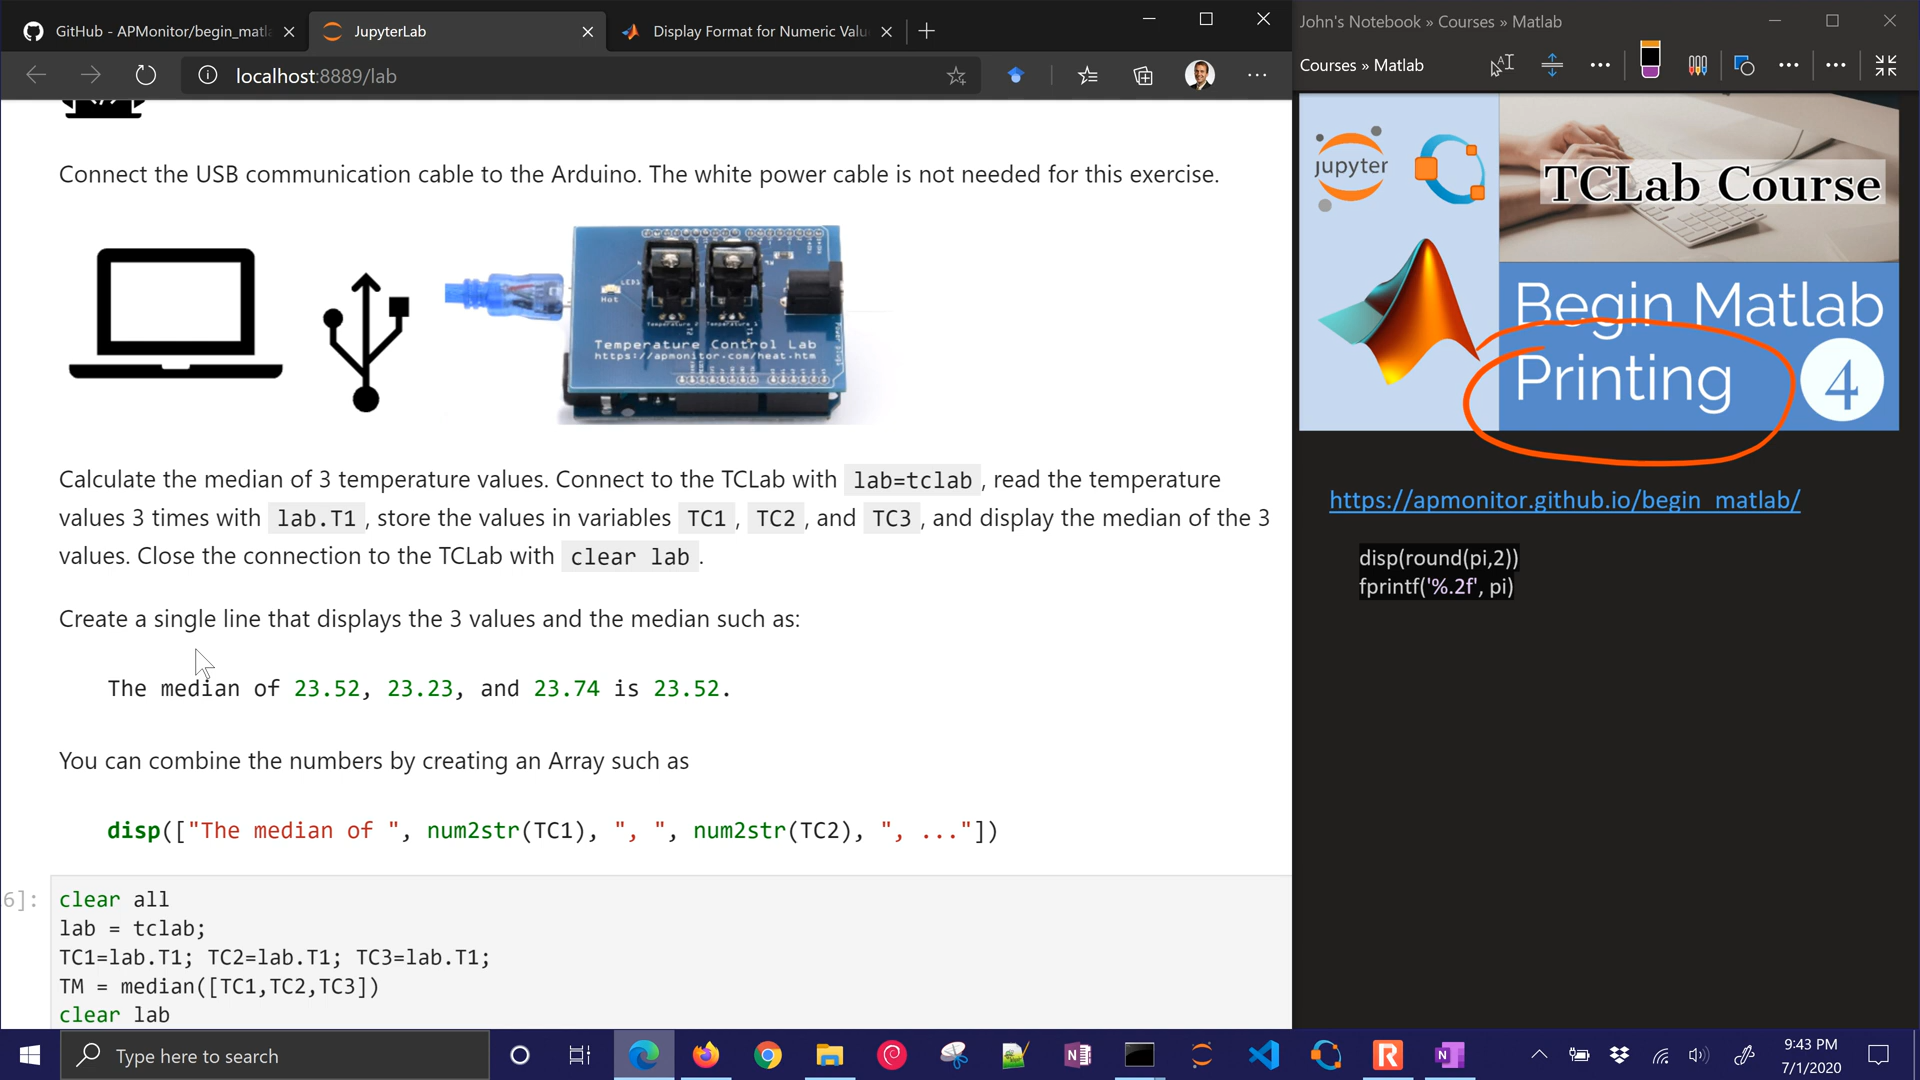 GitHub - APMonitor/begin_matla
JupyterLab
Display Format for Numeric Valu
localhost:8889/lab
Connect the USB communication cable to the Arduino. The white power cable is not needed for this exercise.
Hot
Temperature Control Lab
https://apmonitor.com/heat.htm
Calculate the median of 3 temperature values. Connect to the TCLab with lab=tclab, read the temperature
values 3 times with lab.T1, store the values in variables TC1, TC2, and TC3, and display the median of the 3
values. Close the connection to the TCLab with clear lab.
Create a single line that displays the 3 values and the median such as:
The median of 23.52, 23.23, and 23.74 is 23.52.
You can combine the numbers by creating an Array such as
disp(["The median of ", num2str(TC1), ", ", num2str(TC2), ", ..."])
6]:
clear all
lab = tclab;
TC1=lab.T1; TC2=lab.T1; TC3=lab.T1;
TM = median([TC1,TC2,TC3])
clear lab
John's Notebook » Courses » Matlab
Courses » Matlab
jupyter
TCLab Course
Begin Matlab
Printing
4
https://apmonitor.github.io/begin_matlab/
disp(round(pi,2))
fprintf('%.2f', pi)
Type here to search
9:43 PM
7/1/2020